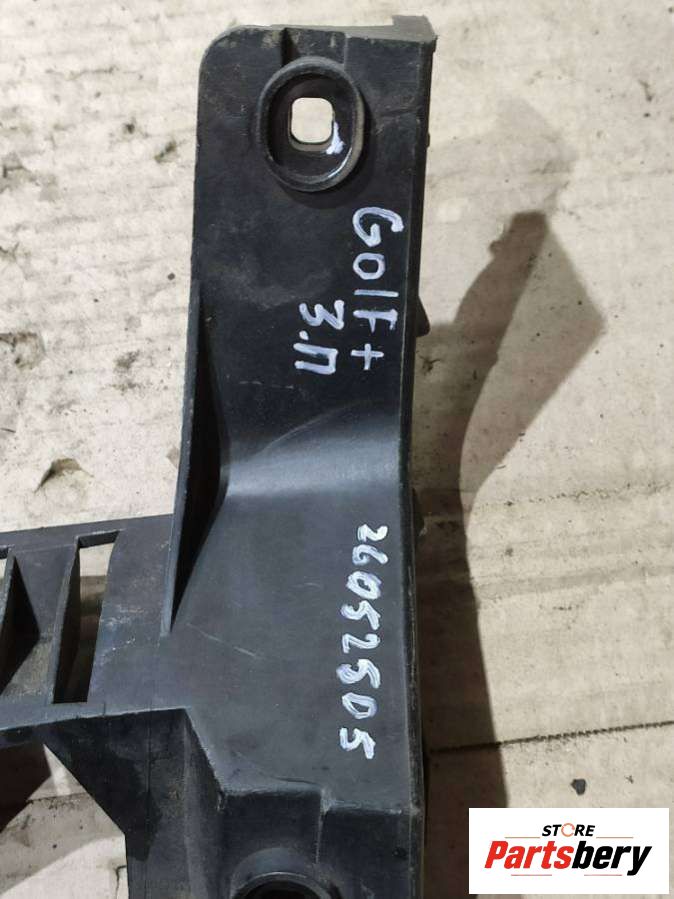 Golf+
З.П
26052505
STORE
Partsbery